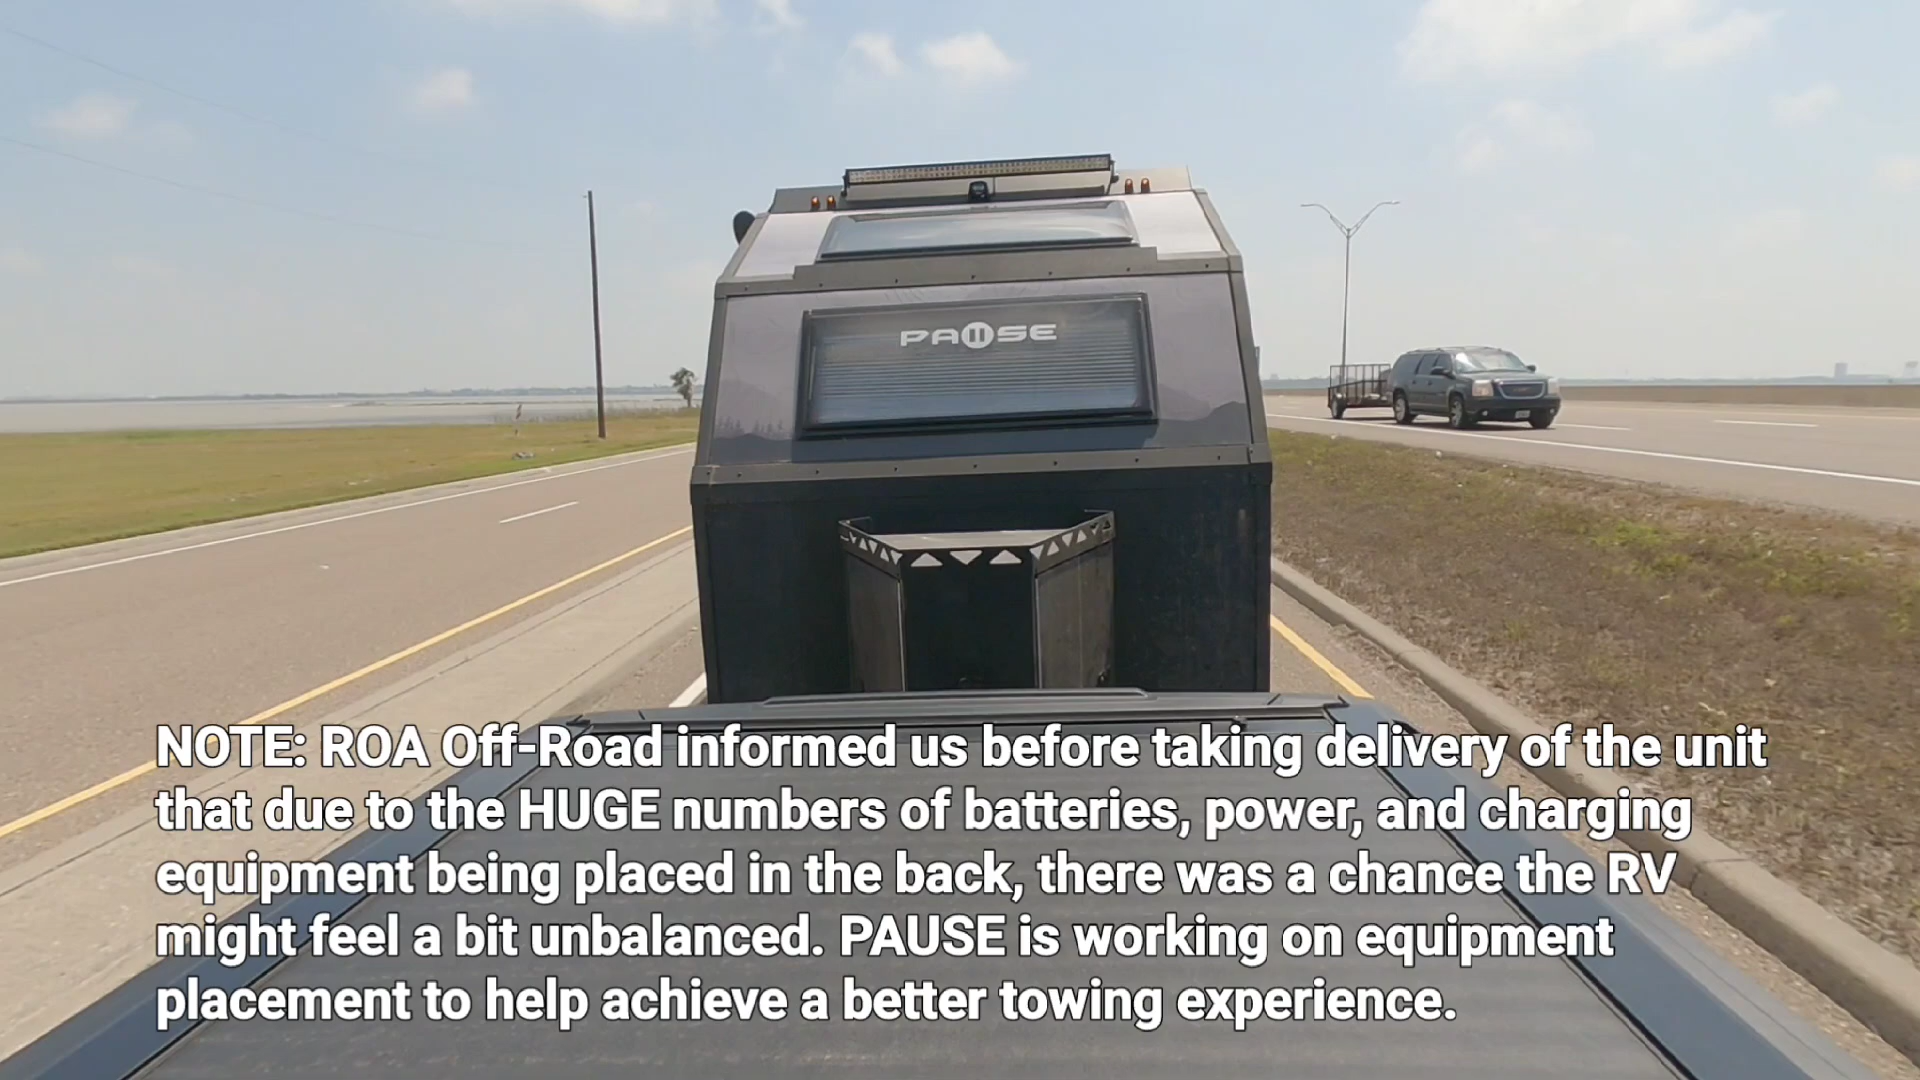 PAUSE
NOTE: ROA Off-Road informed us before taking delivery of the unit
that due to the HUGE numbers of batteries, power, and charging
equipment being placed in the back, there was a chance the RV
might feel a bit unbalanced. PAUSE is working on equipment
placement to help achieve a better towing experience.